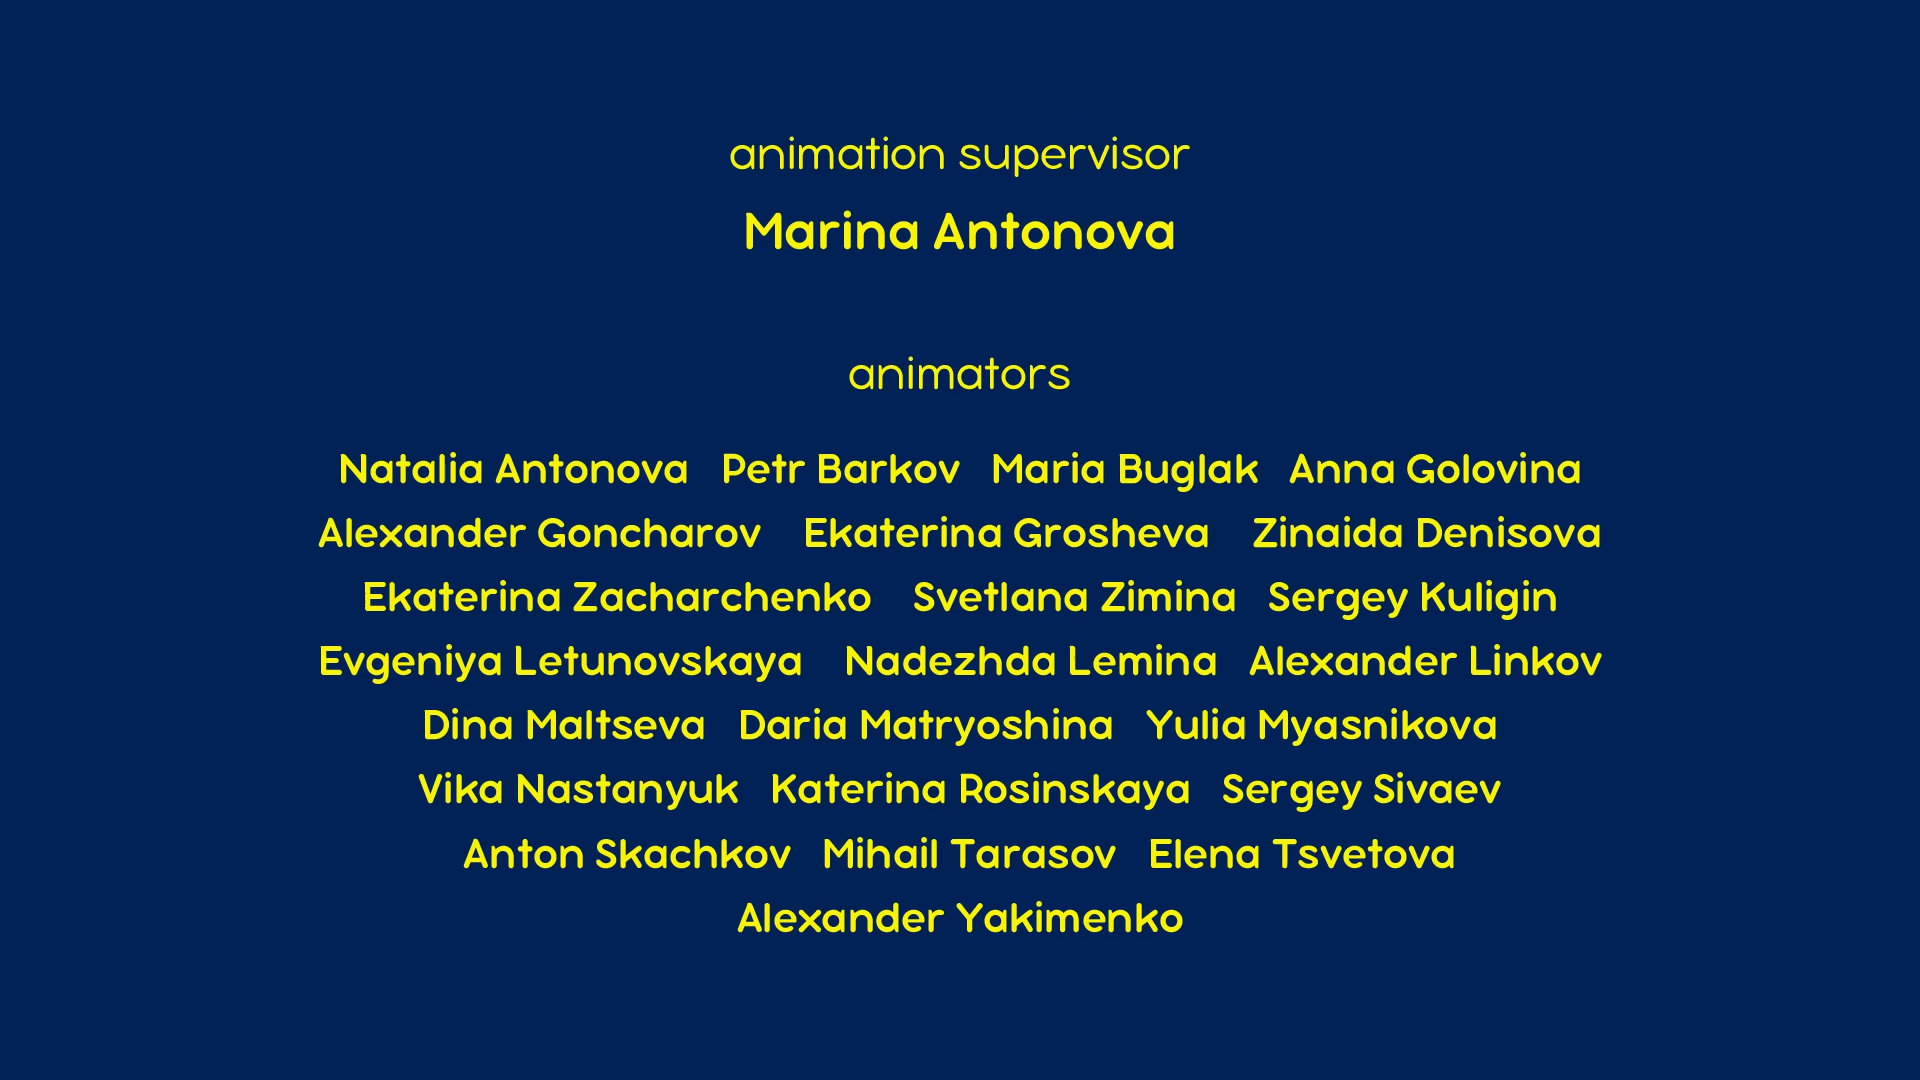 animation supervisor
Marina Antonova
animators
Natalia Antonova Petr Barkov Maria Buglak Anna Golovina
Alexander Goncharov Ekaterina Grosheva Zinaida Denisova
Ekaterina Zacharchenko Svetlana Zimina Sergey Kuligin
Evgeniya Letunovskaya Nadezhda Lemina Alexander Linkov
Dina Maltseva Daria Matryoshina Yulia Myasnikova
Vika Nastanyuk Katerina Rosinskaya Sergey Sivaev
Anton Skachkov Mihail Tarasov Elena Tsvetova
Alexander Yakimenko